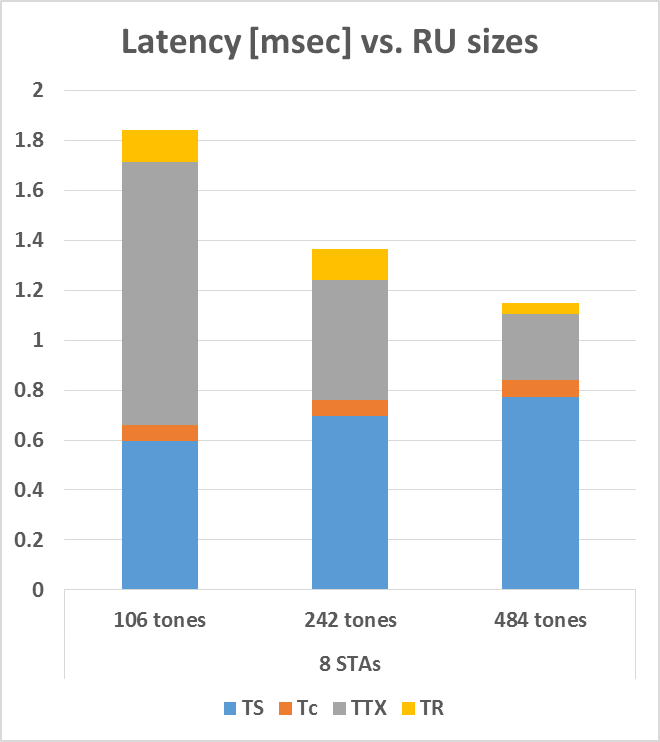 Latency [msec] vs. RU sizes
2
1.8
1.6
1.4
1.2
1
0.8
0.6
0.4
0.2
0
106 tones 242 tones 484 tones
8 STAs
TS Tc TTX TR